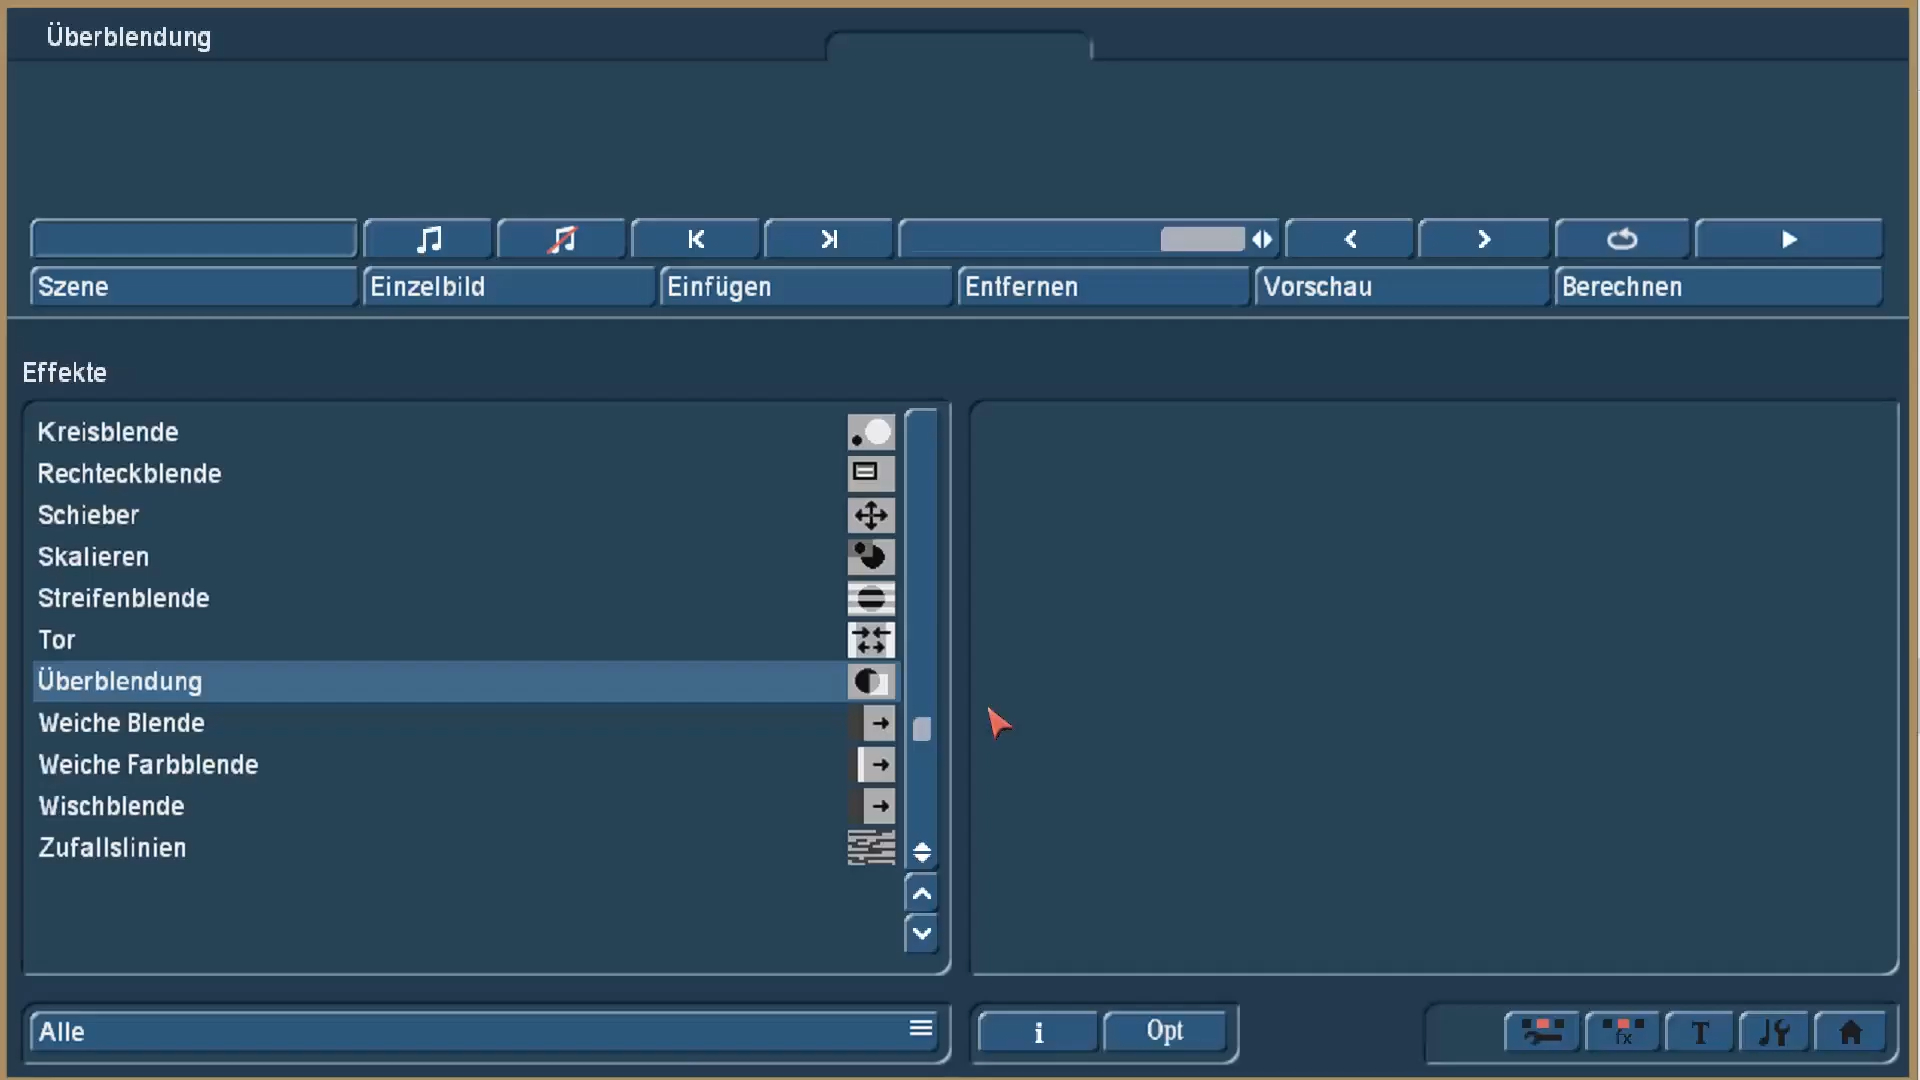 Überblendung
Szene
Einzelbild
Einfügen
Entfernen
Vorschau
Berechnen
Effekte
Kreisblende
Rechteckblende
Schieber
Skalieren
Streifenblende
Tor
Überblendung
Weiche Blende
Weiche Farbblende
Wischblende
Zufallslinien
Alle
i
Opt
fx
T